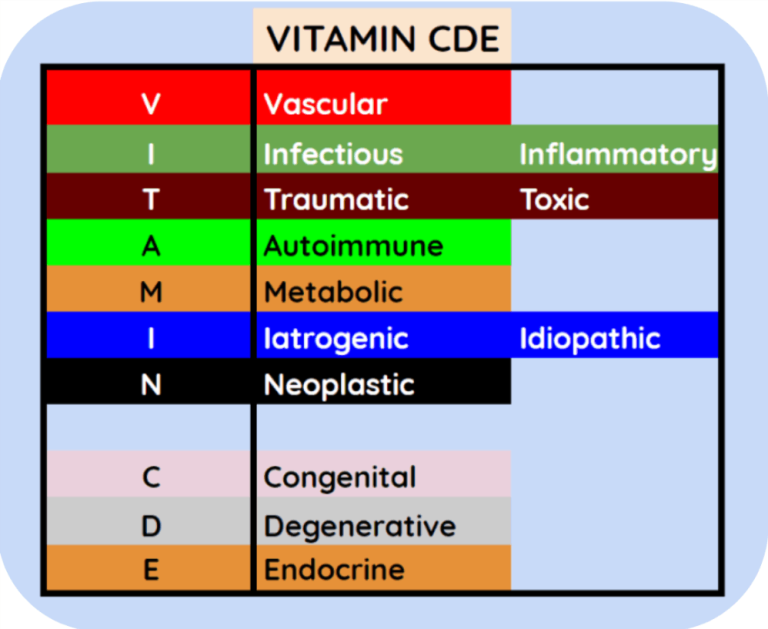 VITAMIN CDE
V Vascular
I Infectious Inflammatory
T Traumatic Toxic
A Autoimmune
M Metabolic
I Iatrogenic Idiopathic
N Neoplastic
C Congenital
D Degenerative
E Endocrine